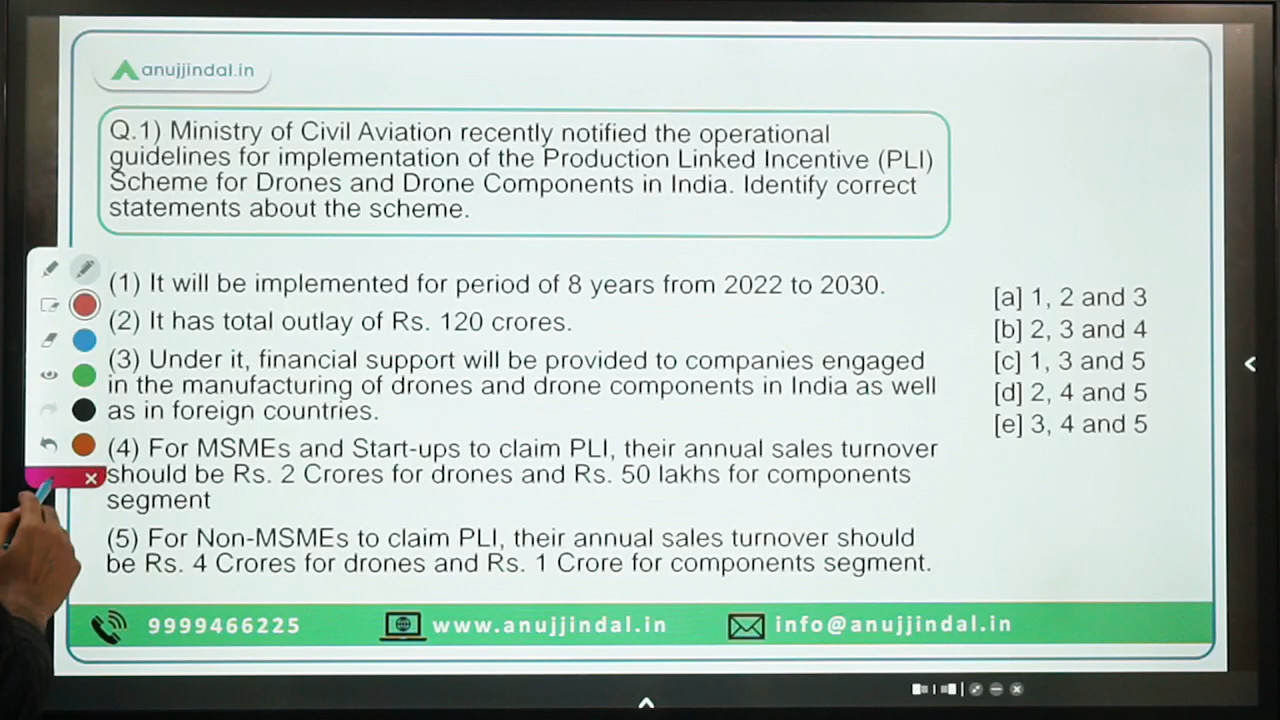 anujjindal.in
Q.1) Ministry of Civil Aviation recently notified the operational
guidelines for implementation of the Production Linked Incentive (PLI)
Scheme for Drones and Drone Components in India. Identify correct
statements about the scheme.
(1) It will be implemented for period of 8 years from 2022 to 2030.
(2) It has total outlay of Rs. 120 crores.
(3) Under it, financial support will be provided to companies engaged
in the manufacturing of drones and drone components in India as well
as in foreign countries.
(4) For MSMEs and Start-ups to claim PLI, their annual sales turnover
should be Rs. 2 Crores for drones and Rs. 50 lakhs for components
segment
(5) For Non-MSMEs to claim PLI, their annual sales turnover should
be Rs. 4 Crores for drones and Rs. 1 Crore for components segment.
[a] 1, 2 and 3
[b] 2, 3 and 4
[c] 1, 3 and 5
[d] 2, 4 and 5
[e] 3, 4 and 5
9999466225
www.anujjindal.in
info@anujjindal.in